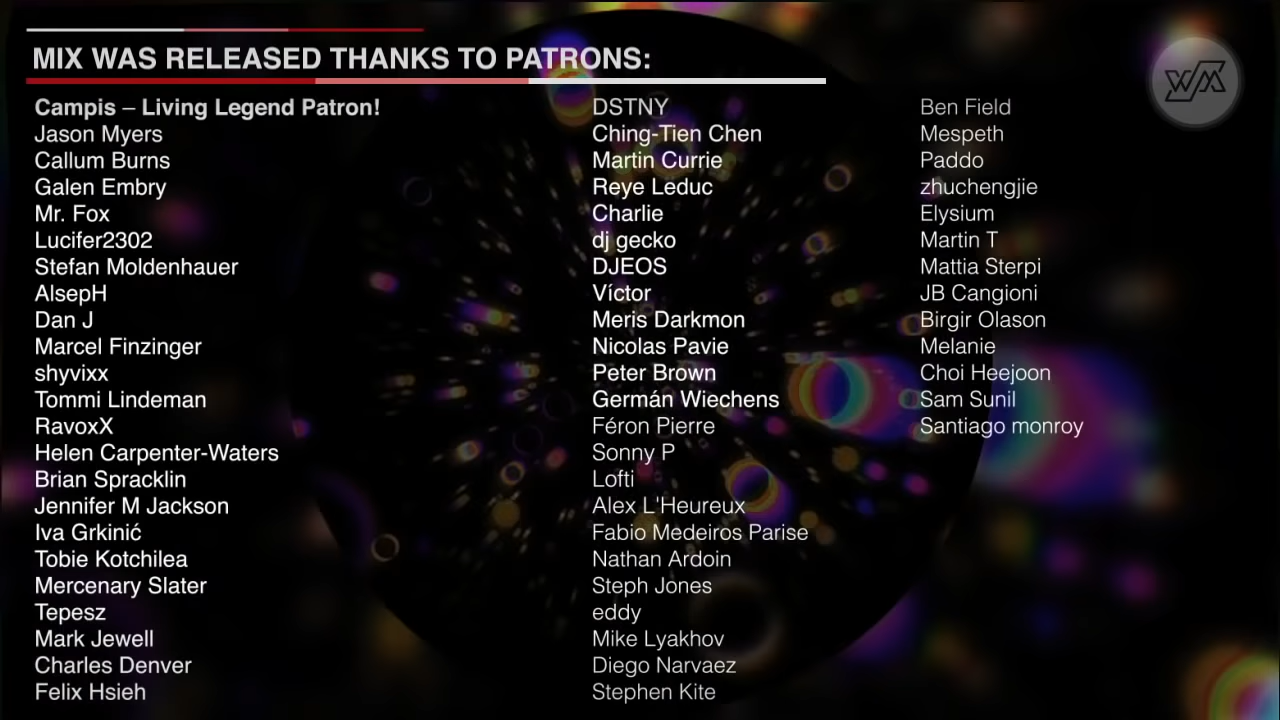 MIX WAS RELEASED THANKS TO PATRONS:
Campis – Living Legend Patron!
Jason Myers
Callum Burns
Galen Embry
Mr. Fox
Lucifer2302
Stefan Moldenhauer
AlsepH
Dan J
Marcel Finzinger
shyvixx
Tommi Lindeman
RavoxX
Helen Carpenter-Waters
Brian Spracklin
Jennifer M Jackson
Iva Grkinić
Tobie Kotchilea
Mercenary Slater
Tepesz
Mark Jewell
Charles Denver
Felix Hsieh
DSTNY
Ching-Tien Chen
Martin Currie
Reye Leduc
Charlie
dj gecko
DJEOS
Víctor
Meris Darkmon
Nicolas Pavie
Peter Brown
Germán Wiechens
Féron Pierre
Sonny P
Lofti
Alex L'Heureux
Fabio Medeiros Parise
Nathan Ardoin
Steph Jones
eddy
Mike Lyakhov
Diego Narvaez
Stephen Kite
Ben Field
Mespeth
Paddo
zhuchengjie
Elysium
Martin T
Mattia Sterpi
JB Cangioni
Birgir Olason
Melanie
Choi Heejoon
Sam Sunil
Santiago monroy
WM